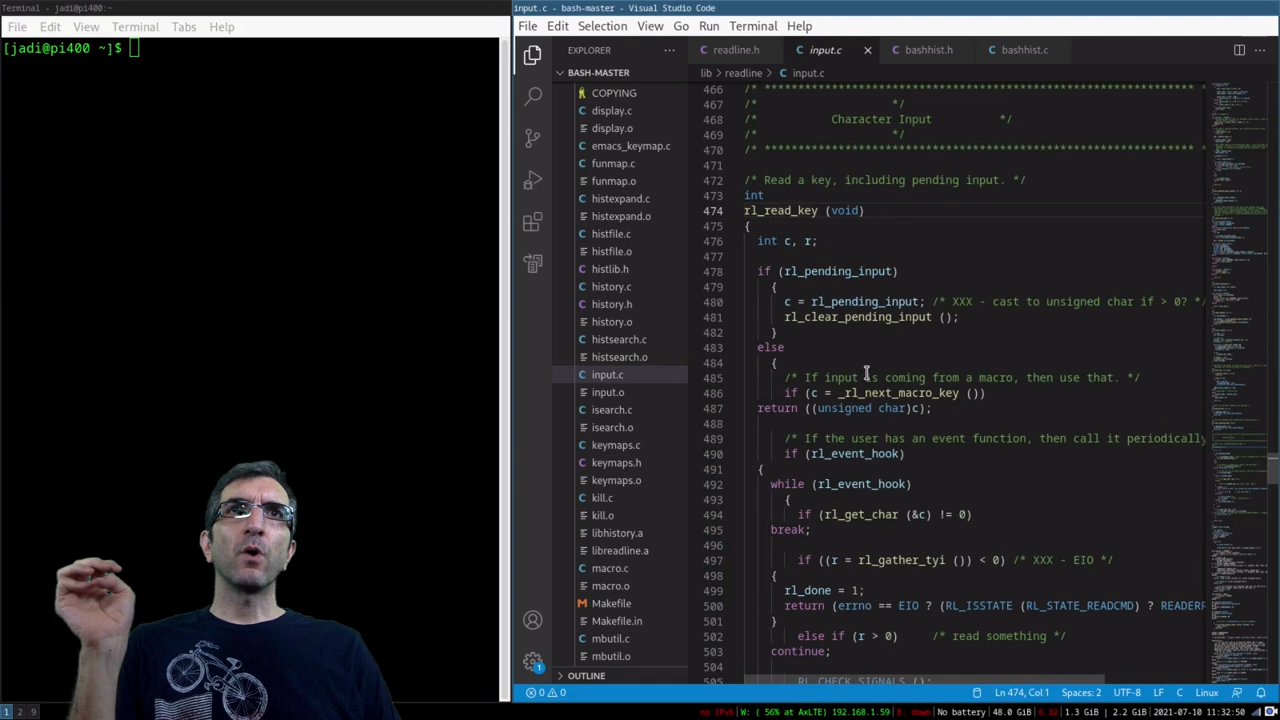 Terminal - jadi@pi400:~
File Edit View Terminal Tabs Help
[jadi@pi400 ~]$
input.c - bash-master - Visual Studio Code
File Edit Selection View Go Run Terminal Help
EXPLORER
BASH-MASTER
COPYING
display.c
display.o
emacs_keymap.c
funmap.c
funmap.o
histexpand.c
histexpand.o
histfile.c
histfile.o
histlib.h
history.c
history.h
history.o
histsearch.c
histsearch.o
input.c
input.o
isearch.c
isearch.o
keymaps.c
keymaps.h
keymaps.o
kill.c
kill.o
libhistory.a
libreadline.a
macro.c
macro.o
Makefile
Makefile.in
mbutil.c
mbutil.o
OUTLINE
1
readline.h input.c bashhist.h bashhist.c
lib readline input.c
466 /* ****************************************************************
467 /* */
468 /* Character Input */
469 /* */
470 /* ****************************************************************
471
472 /* Read a key, including pending input. */
473 int
474 rl_read_key (void)
475 {
476 int c, r;
477
478 if (rl_pending_input)
479 {
480 c = rl_pending_input; /* XXX - cast to unsigned char if > 0? */
481 rl_clear_pending_input ();
482 }
483 else
484 {
485 /* If input is coming from a macro, then use that. */
486 if (c = _rl_next_macro_key ())
487 return ((unsigned char)c);
488
489 /* If the user has an event function, then call it periodically
490 if (rl_event_hook)
491 {
492 while (rl_event_hook)
493 {
494 if (rl_get_char (&c) != 0)
495 break;
496
497 if ((r = rl_gather_tyi ()) < 0) /* XXX - EIO */
498 {
499 rl_done = 1;
500 return (errno == EIO ? (RL_ISSTATE (RL_STATE_READCMD) ? READERR
501 }
502 else if (r > 0) /* read something */
503 continue;
504
505 RL_CHECK_SIGNALS ();
0 0 Ln 474, Col 1 Spaces: 2 UTF-8 LF C Linux
1 2 9 no IPv6 W: ( 56% at AxLTE) 192.168.1.59 E: down No battery 48.0 GiB 1.3 GiB 2.2 GiB 2021-07-10 11:32:50